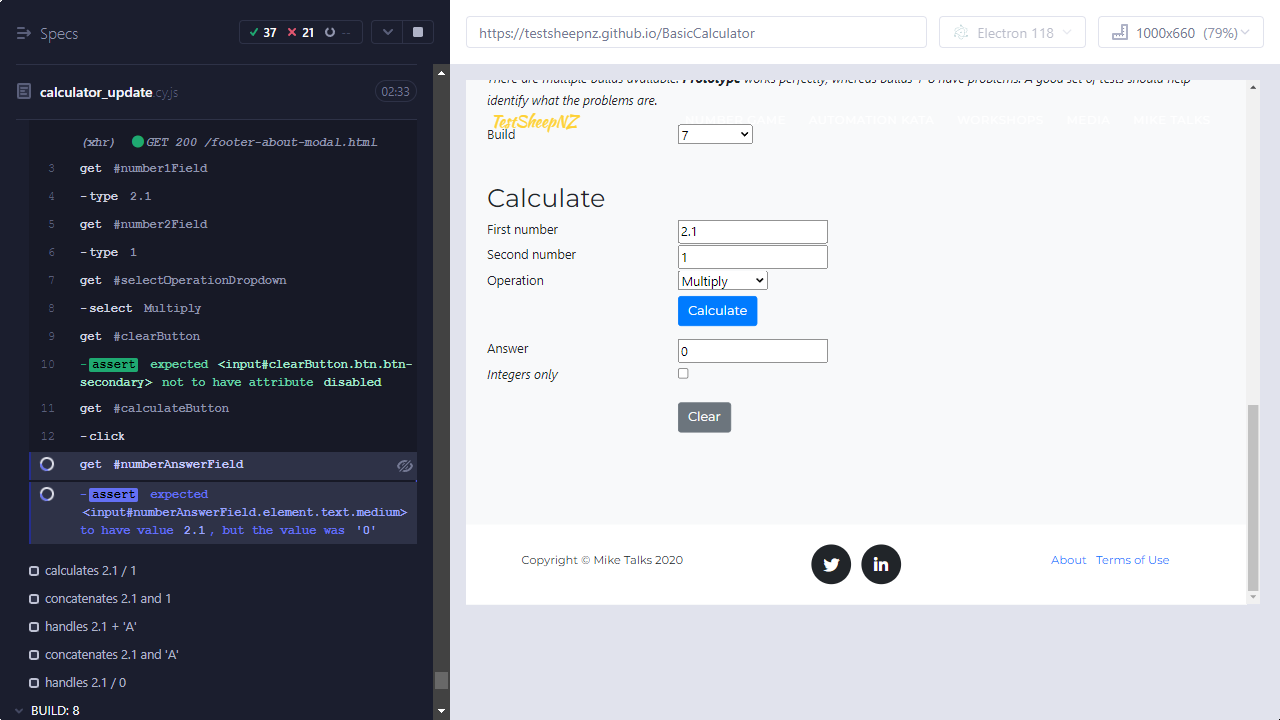 Specs
37
21
--
https://testsheepnz.github.io/BasicCalculator
Electron 118
1000x660 (79%)
calculator_update.cy.js
02:33
(xhr) GET 200 /footer-about-modal.html
3 get #number1Field
4 -type 2.1
5 get #number2Field
6 -type 1
7 get #selectOperationDropdown
8 -select Multiply
9 get #clearButton
10 -assert expected <input#clearButton.btn.btn-
secondary> not to have attribute disabled
11 get #calculateButton
12 -click
get #numberAnswerField
-assert expected
<input#numberAnswerField.element.text.medium>
to have value 2.1, but the value was '0'
calculates 2.1 / 1
concatenates 2.1 and 1
handles 2.1 + 'A'
concatenates 2.1 and 'A'
handles 2.1 / 0
BUILD: 8
There are multiple builds available. Prototype works perfectly, whereas builds 1-8 have problems. A good set of tests should help
identify what the problems are.
TestSheepNZ
AUTOMATION PATH
WORKSHOPS
MEDIA
MIKE TALKS
Build
7
Calculate
First number
2.1
Second number
1
Operation
Multiply
Calculate
Answer
0
Integers only
Clear
Copyright © Mike Talks 2020
About
Terms of Use